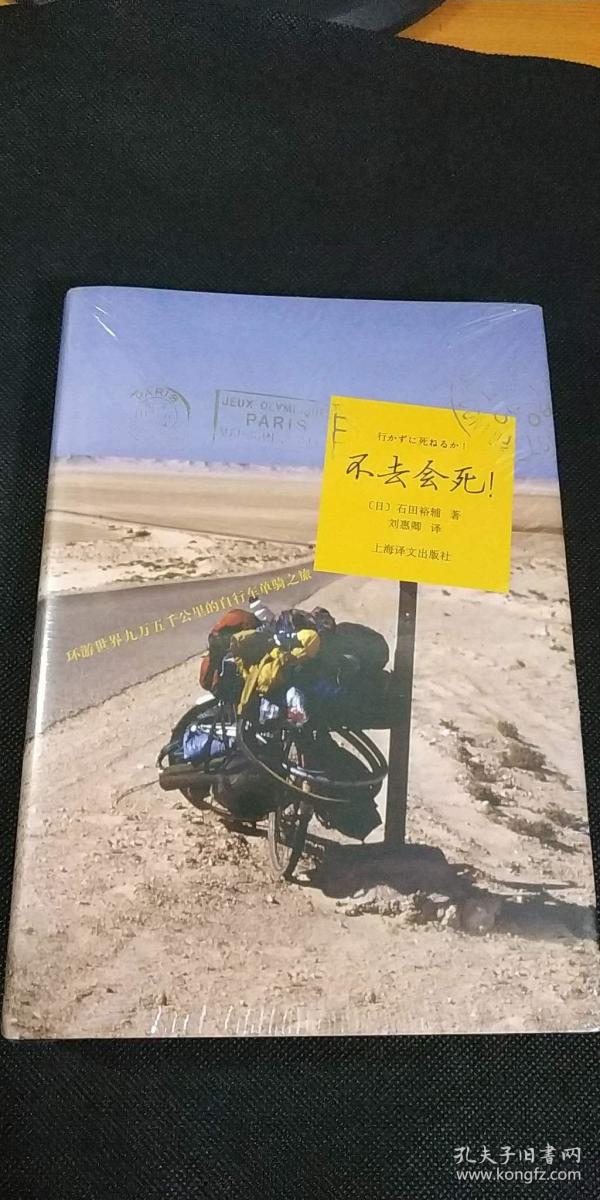 PARIS
JEUX OLYMPIQUES
PARIS
行かずに死ねるか!
不去会死!
〔日〕石田裕辅 著
刘惠卿 译
上海译文出版社
环游世界九万五千公里的自行车单骑之旅
孔夫子旧书网
www.kongfz.com